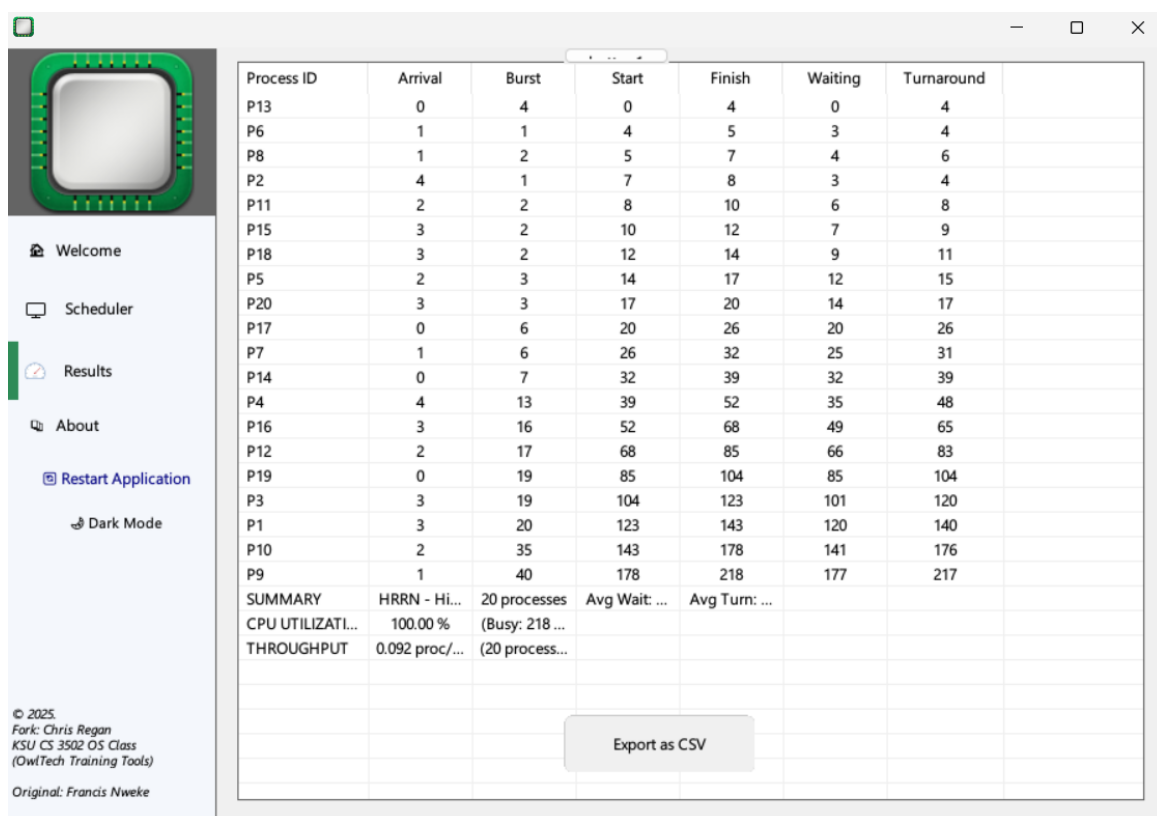 Process ID Arrival Burst Start Finish Waiting Turnaround
P13 0 4 0 4 0 4
P6 1 1 4 5 3 4
P8 1 2 5 7 4 6
P2 4 1 7 8 3 4
P11 2 2 8 10 6 8
P15 3 2 10 12 7 9
P18 3 2 12 14 9 11
P5 2 3 14 17 12 15
P20 3 3 17 20 14 17
P17 0 6 20 26 20 26
P7 1 6 26 32 25 31
P14 0 7 32 39 32 39
P4 4 13 39 52 35 48
P16 3 16 52 68 49 65
P12 2 17 68 85 66 83
P19 0 19 85 104 85 104
P3 3 19 104 123 101 120
P1 3 20 123 143 120 140
P10 2 35 143 178 141 176
P9 1 40 178 218 177 217
SUMMARY HRRN - Hi... 20 processes Avg Wait: ... Avg Turn: ...
CPU UTILIZATI... 100.00 % (Busy: 218 ...
THROUGHPUT 0.092 proc/... (20 process...
Export as CSV
Welcome
Scheduler
Results
About
Restart Application
Dark Mode
© 2025.
Fork: Chris Regan
KSU CS 3502 OS Class
(OwlTech Training Tools)
Original: Francis Nweke